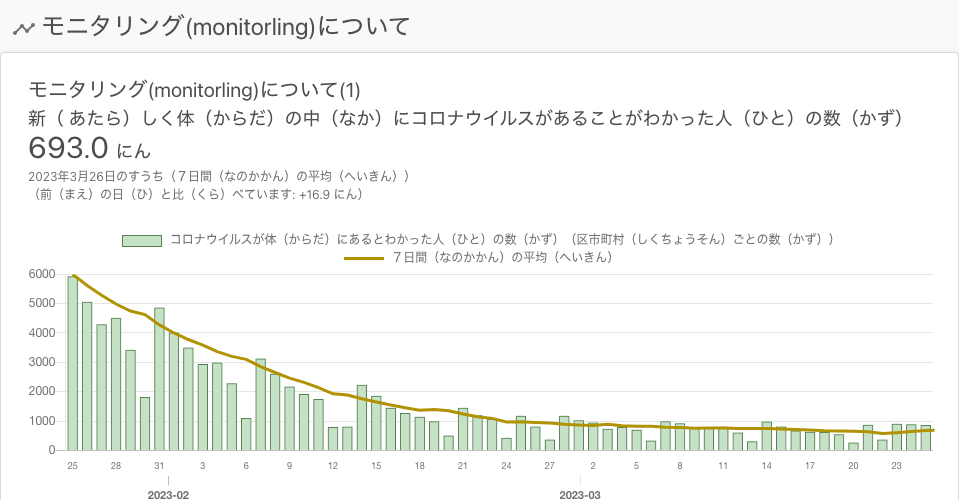 モニタリング(monitorling)について
モニタリング(monitorling)について(1)
新（ あたら）しく体（からだ）の中（なか）にコロナウイルスがあることがわかった人（ひと）の数（かず）
693.0 にん
2023年3月26日のすうち（７日間（なのかかん）の平均（へいきん））
（前（まえ）の日（ひ）と比（くら）べています: +16.9 にん）
コロナウイルスが体（からだ）にあるとわかった人（ひと）の数（かず）（区市町村（しくちょうそん）ごとの数（かず））
７日間（なのかかん）の平均（へいきん）
6000
5000
4000
3000
2000
1000
0
25 28 31 3 6 9 12 15 18 21 24 27 2 5 8 11 14 17 20 23
2023-02 2023-03